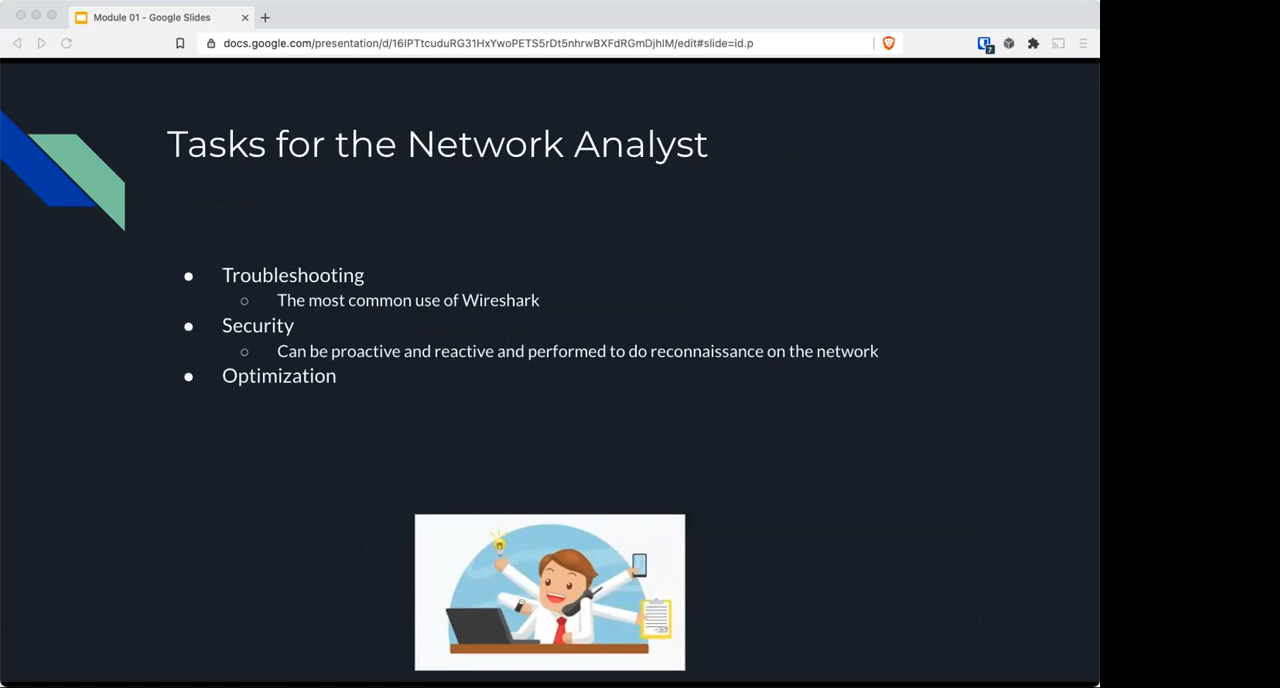 Module 01 - Google Slides
docs.google.com/presentation/d/16IPTtcuduRG31HxYwoPETS5rDt5nhrwBXFdRGmDjhIM/edit#slide=id.p
7
Tasks for the Network Analyst
● Troubleshooting
○ The most common use of Wireshark
● Security
○ Can be proactive and reactive and performed to do reconnaissance on the network
● Optimization